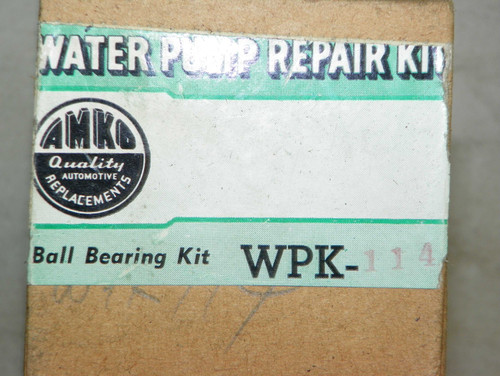 WATER PUMP REPAIR KIT
AMKO
Quality
AUTOMOTIVE
REPLACEMENTS
Ball Bearing Kit WPK-114